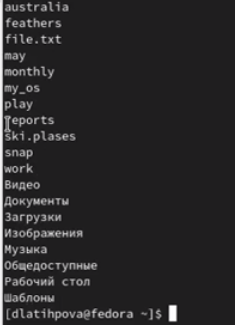 australia
feathers
file.txt
may
monthly
my_os
play
reports
ski.plases
snap
work
Видео
Документы
Загрузки
Изображения
Музыка
Общедоступные
Рабочий стол
Шаблоны
[dlatihpova@fedora ~]$